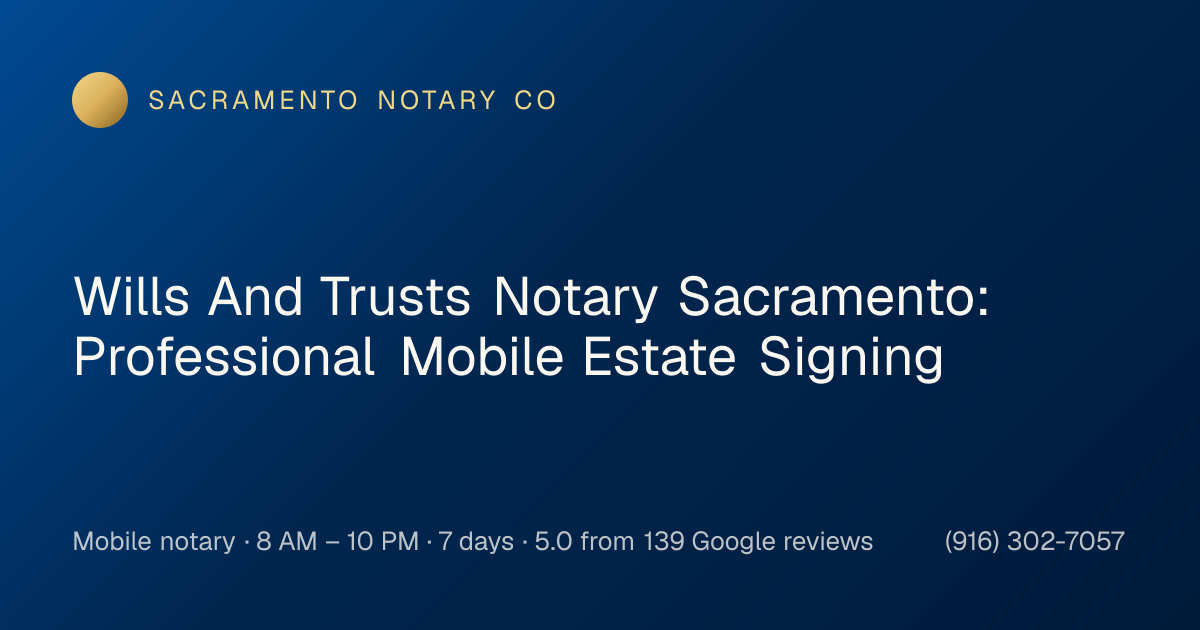 SACRAMENTO NOTARY CO
Wills And Trusts Notary Sacramento:
Professional Mobile Estate Signing
Mobile notary · 8 AM – 10 PM · 7 days · 5.0 from 139 Google reviews
(916) 302-7057